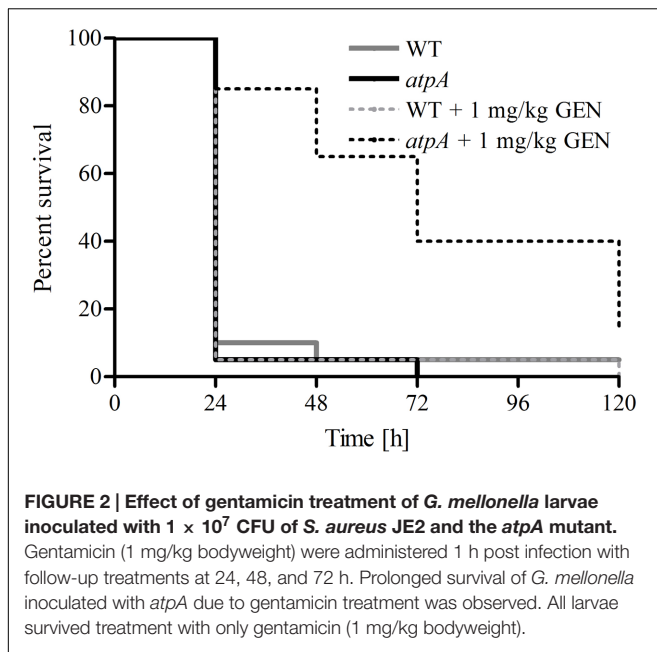 100
80
60
40
20
0
Percent survival
WT
atpA
WT + 1 mg/kg GEN
atpA + 1 mg/kg GEN
0 24 48 72 96 120
Time [h]
FIGURE 2 | Effect of gentamicin treatment of G. mellonella larvae
inoculated with 1 × 10⁷ CFU of S. aureus JE2 and the atpA mutant.
Gentamicin (1 mg/kg bodyweight) were administered 1 h post infection with
follow-up treatments at 24, 48, and 72 h. Prolonged survival of G. mellonella
inoculated with atpA due to gentamicin treatment was observed. All larvae
survived treatment with only gentamicin (1 mg/kg bodyweight).